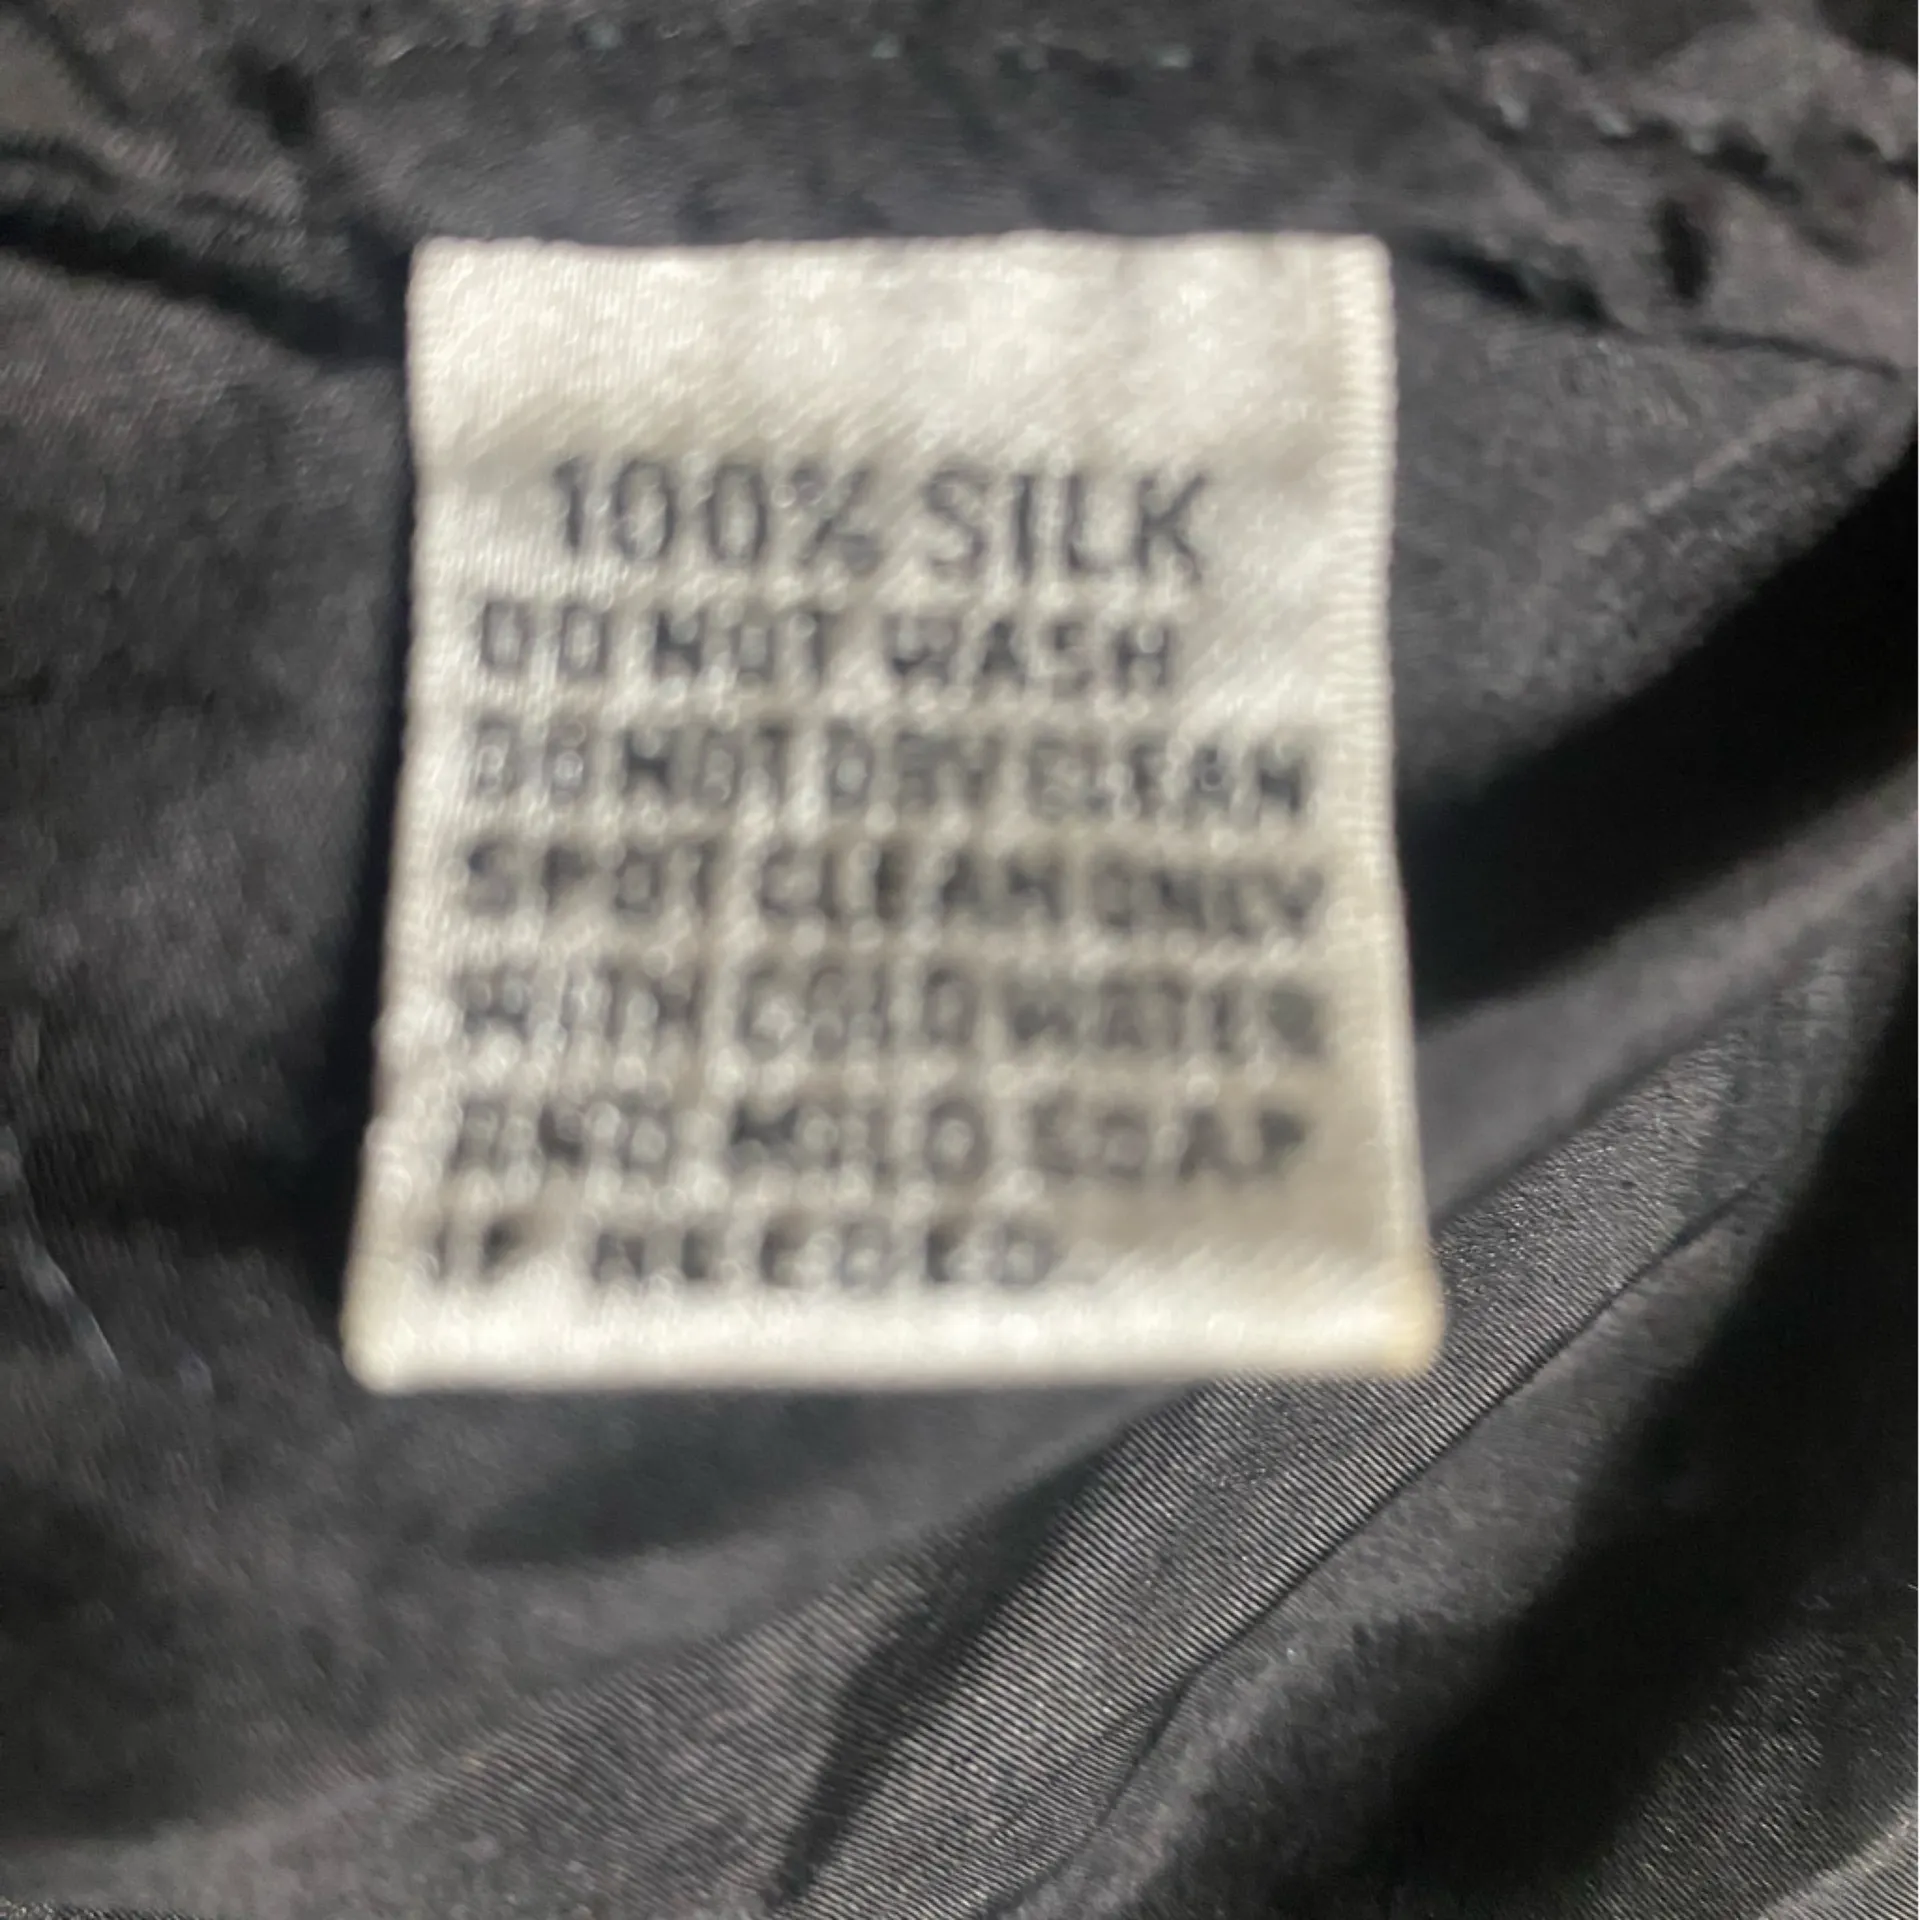 100% SILK
DO NOT WASH
DO NOT DRY CLEAN
SPOT CLEAN ONLY
WITH COLD WATER
AND MILD SOAP
IF NEEDED